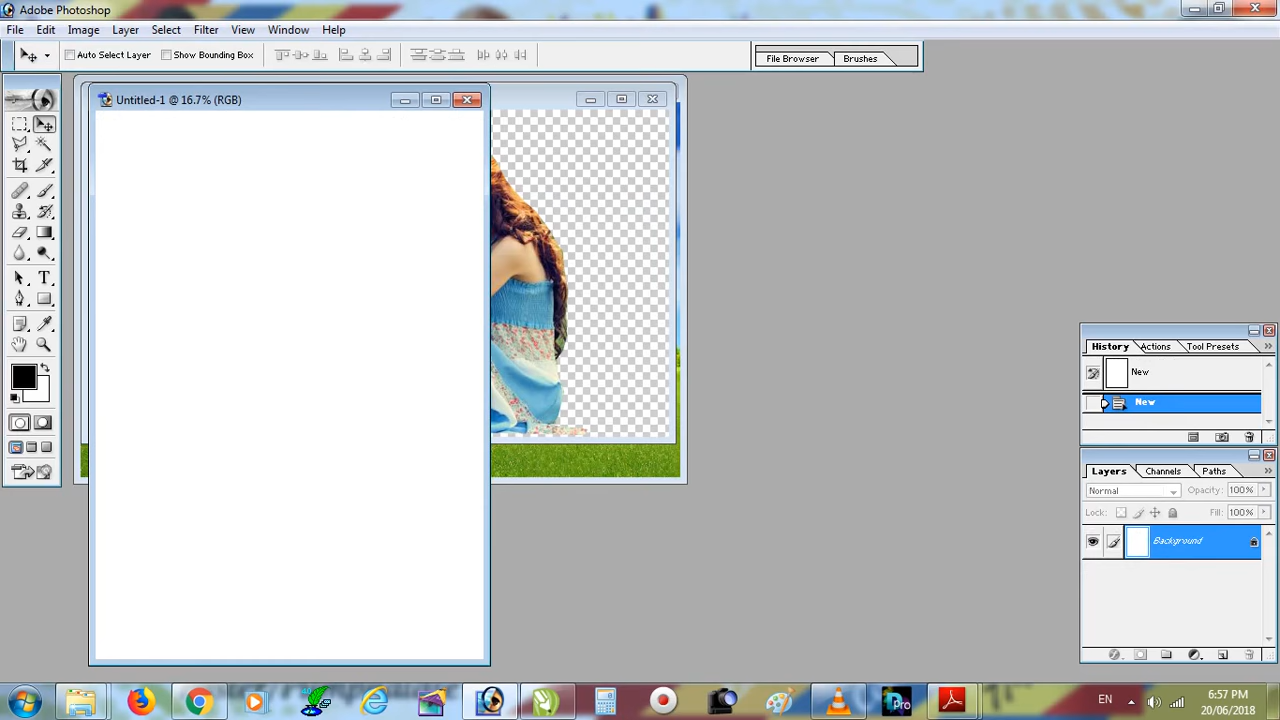 Adobe Photoshop
File Edit Image Layer Select Filter View Window Help
Auto Select Layer Show Bounding Box File Browser Brushes
Untitled-1 @ 16.7% (RGB)
T
History Actions Tool Presets
New
New
Layers Channels Paths
Normal Opacity: 100%
Lock: Fill: 100%
Background
Pro
EN
6:57 PM
20/06/2018